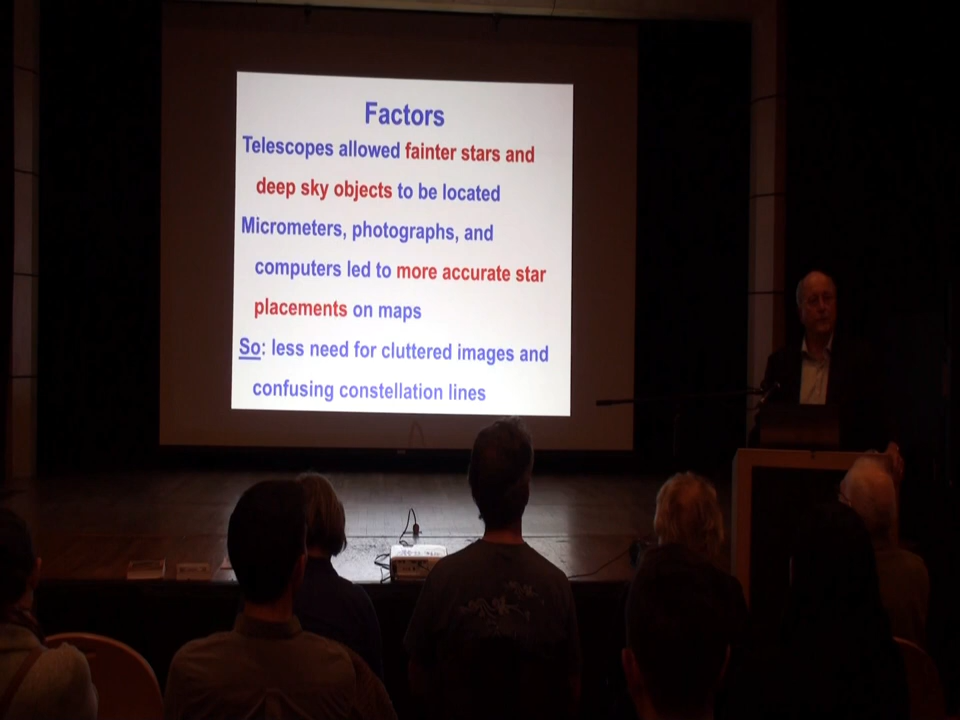 Factors
Telescopes allowed fainter stars and
deep sky objects to be located
Micrometers, photographs, and
computers led to more accurate star
placements on maps
So: less need for cluttered images and
confusing constellation lines